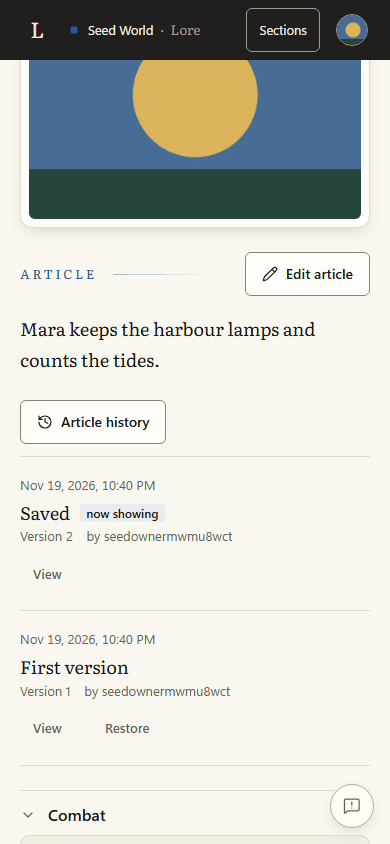 L
Seed World · Lore
Sections
ARTICLE
Edit article
Mara keeps the harbour lamps and
counts the tides.
Article history
Nov 19, 2026, 10:40 PM
Saved now showing
Version 2 by seedownermwmu8wct
View
Nov 19, 2026, 10:40 PM
First version
Version 1 by seedownermwmu8wct
View Restore
Combat